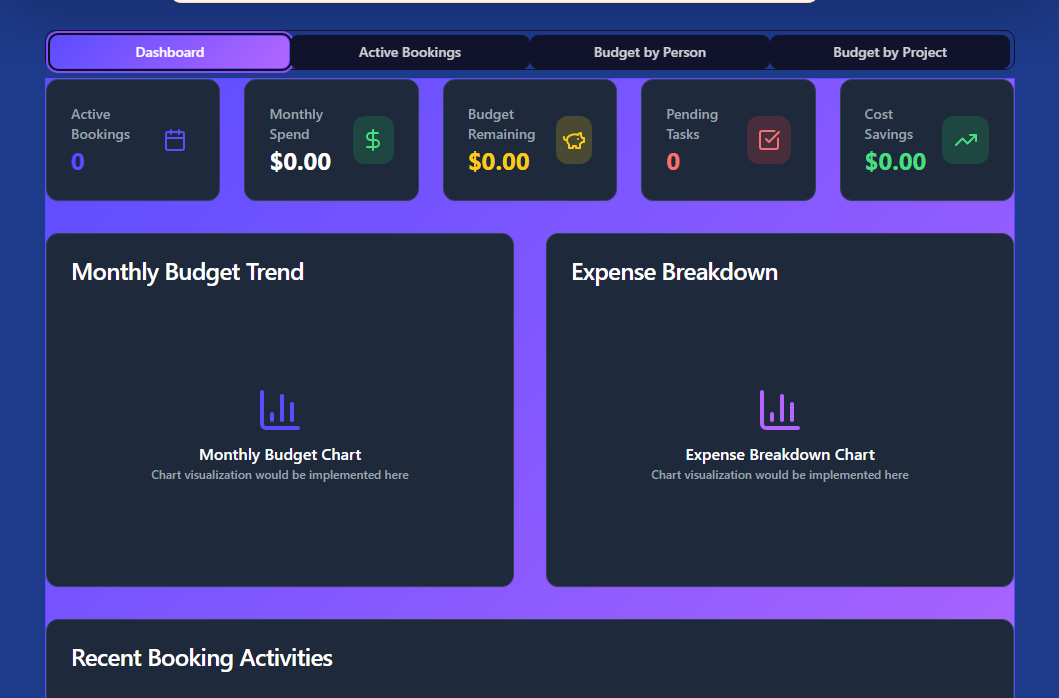 Dashboard
Active Bookings
Budget by Person
Budget by Project
Active
Bookings
0
Monthly
Spend
$0.00
Budget
Remaining
$0.00
Pending
Tasks
0
Cost
Savings
$0.00
Monthly Budget Trend
Monthly Budget Chart
Chart visualization would be implemented here
Expense Breakdown
Expense Breakdown Chart
Chart visualization would be implemented here
Recent Booking Activities